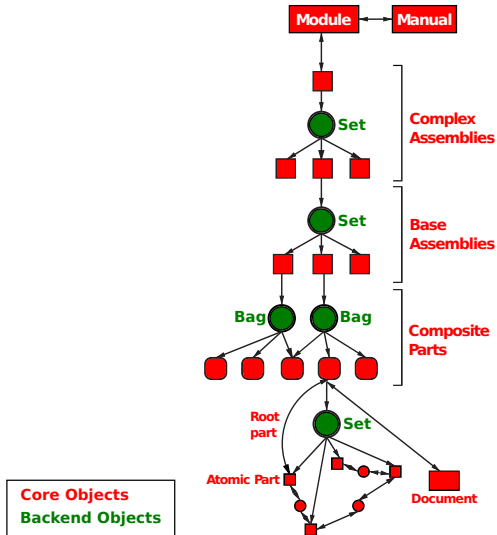 Module
Manual
Set
Complex
Assemblies
Set
Base
Assemblies
Bag
Bag
Composite
Parts
Root
part
Set
Atomic Part
Document
Core Objects
Backend Objects